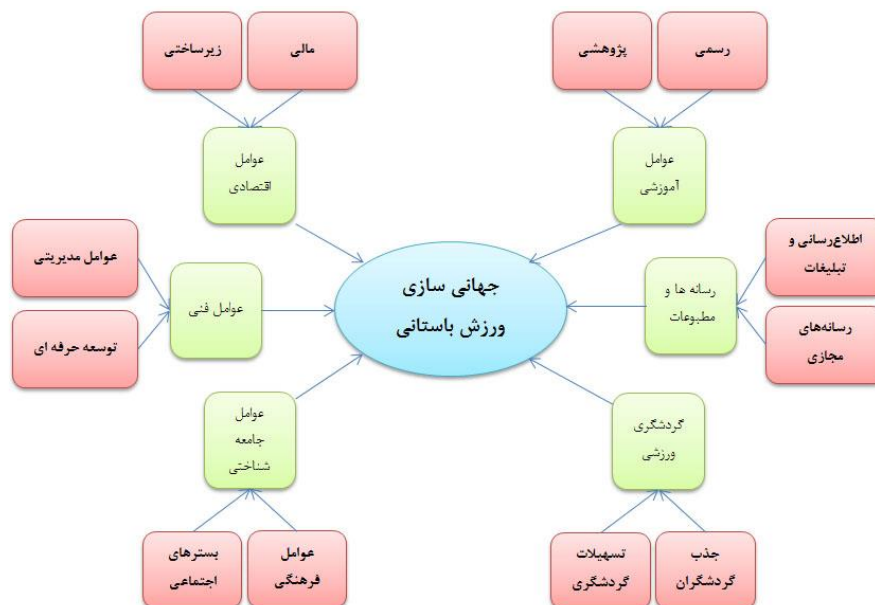 رسمی
پژوهشی
مالی
زیرساختی
عوامل
آموزشی
عوامل
اقتصادی
اطلاع‌رسانی و
تبلیغات
رسانه‌های
مجازی
رسانه ها و
مطبوعات
جهانی سازی
ورزش باستانی
عوامل فنی
عوامل مدیریتی
توسعه حرفه ای
گردشگری
ورزشی
عوامل
جامعه
شناختی
جذب
گردشگران
تسهیلات
گردشگری
عوامل
فرهنگی
بسترهای
اجتماعی